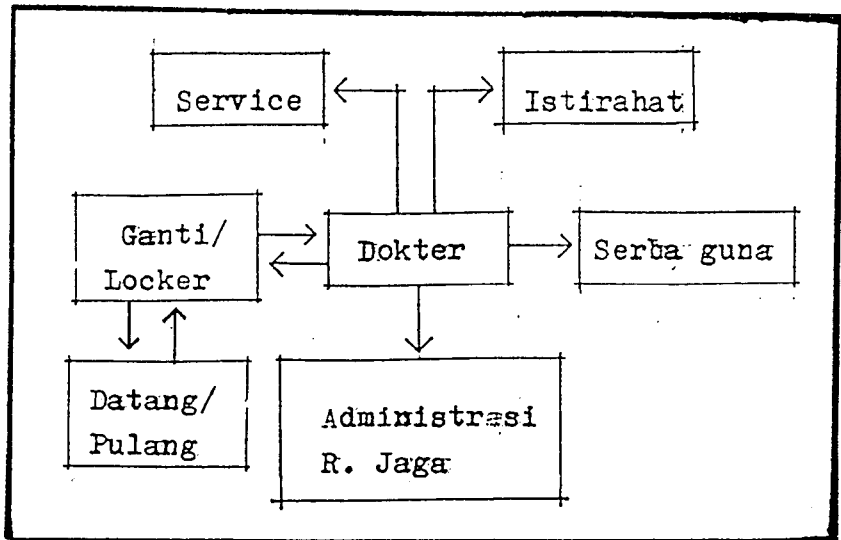 Service
Istirahat
Ganti/
Locker
Dokter
Serba guna
Datang/
Pulang
Administrasi
R. Jaga